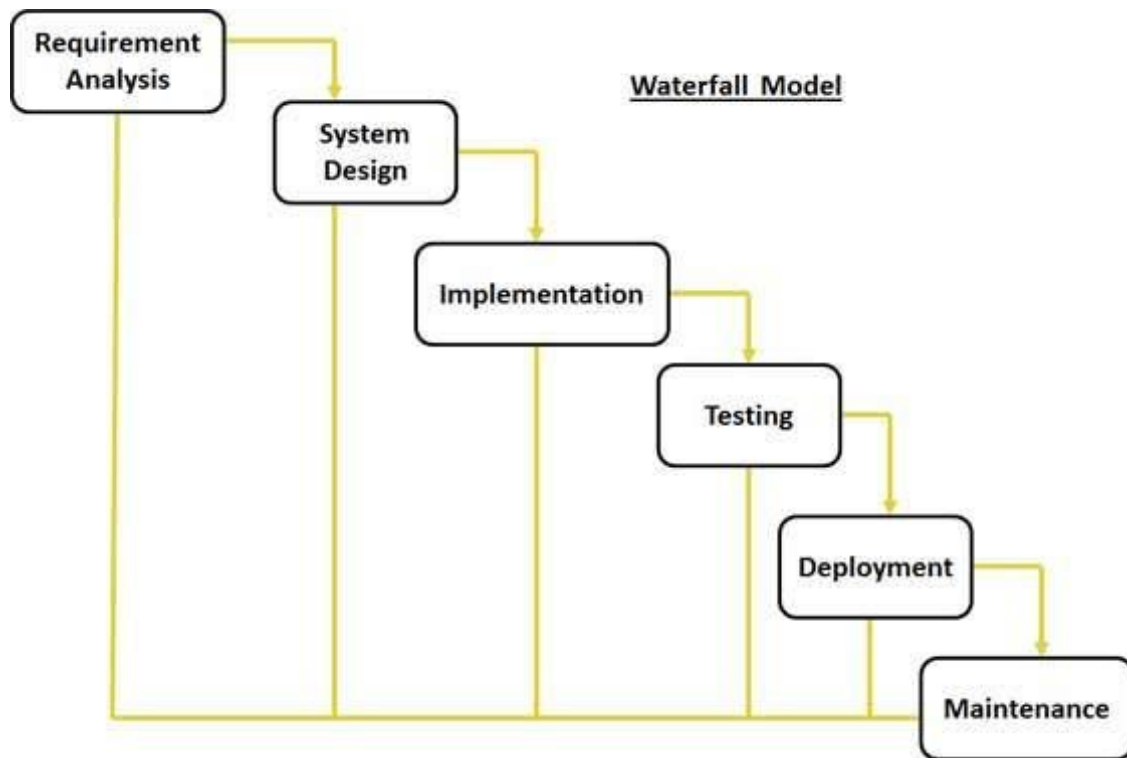 Requirement
Analysis
Waterfall Model
System
Design
Implementation
Testing
Deployment
Maintenance